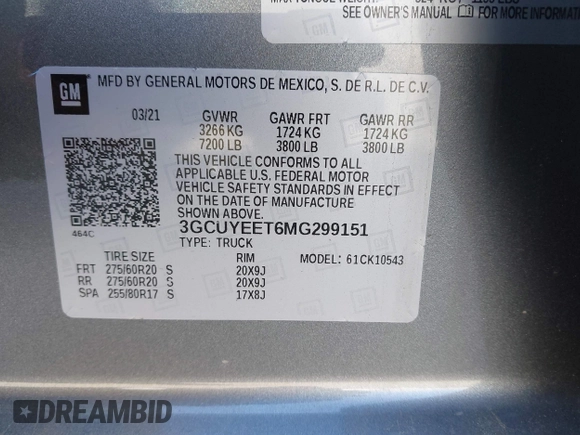 SEE OWNER'S MANUAL FOR MORE INFORMATION
GM
MFD BY GENERAL MOTORS DE MEXICO, S. DE R.L. DE C.V.
03/21 GVWR GAWR FRT GAWR RR
3266 KG 1724 KG 1724 KG
7200 LB 3800 LB 3800 LB
THIS VEHICLE CONFORMS TO ALL
APPLICABLE U.S. FEDERAL MOTOR
VEHICLE SAFETY STANDARDS IN EFFECT
ON THE DATE OF MANUFACTURE
SHOWN ABOVE.
464C
3GCUYEET6MG299151
TYPE: TRUCK MODEL: 61CK10543
TIRE SIZE RIM
FRT 275/60R20 S 20X9J
RR 275/60R20 S 20X9J
SPA 255/80R17 S 17X8J
DREAMBID